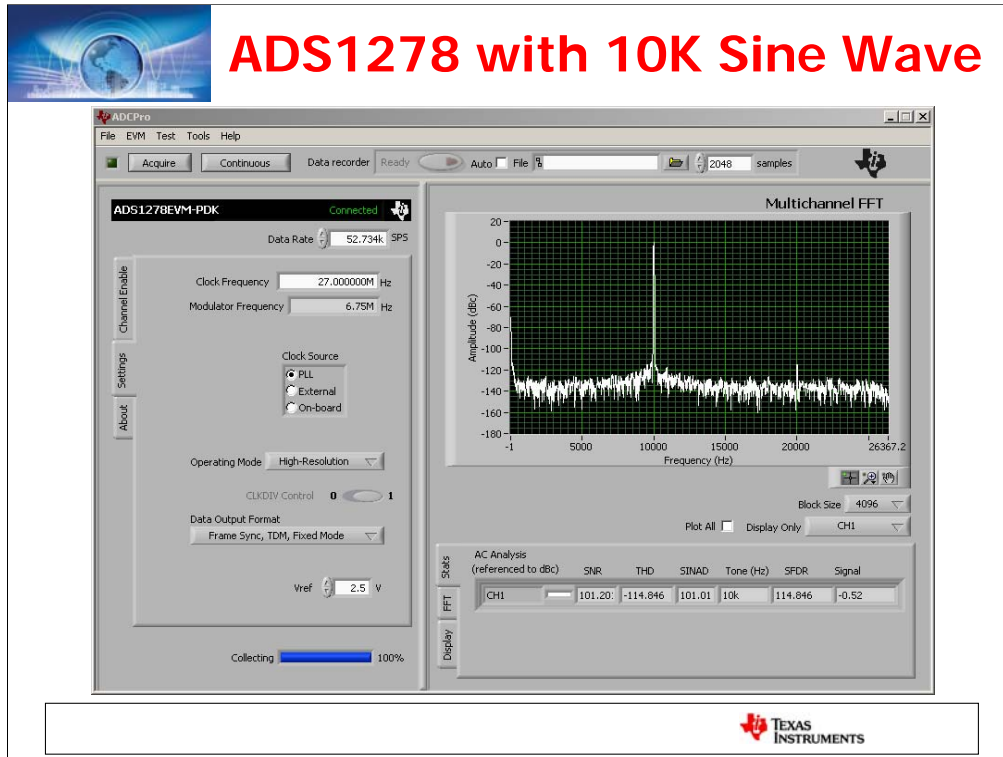 ADS1278 with 10K Sine Wave
ADCPro
File EVM Test Tools Help
Acquire Continuous Data recorder Ready Auto File 2048 samples
ADS1278EVM-PDK Connected
Data Rate 52.734k SPS
Channel Enable
Settings
About
Clock Frequency 27.000000M Hz
Modulator Frequency 6.75M Hz
Clock Source
PLL
External
On-board
Operating Mode High-Resolution
CLKDIV Control 0 1
Data Output Format
Frame Sync, TDM, Fixed Mode
Vref 2.5 V
Collecting 100%
Multichannel FFT
Amplitude (dBc)
20
0
-20
-40
-60
-80
-100
-120
-140
-160
-180
-1 5000 10000 15000 20000 26367.2
Frequency (Hz)
Block Size 4096
Plot All Display Only CH1
Stats
FFT
Display
AC Analysis
(referenced to dBc) SNR THD SINAD Tone (Hz) SFDR Signal
CH1 101.20 -114.846 101.01 10k 114.846 -0.52
TEXAS
INSTRUMENTS